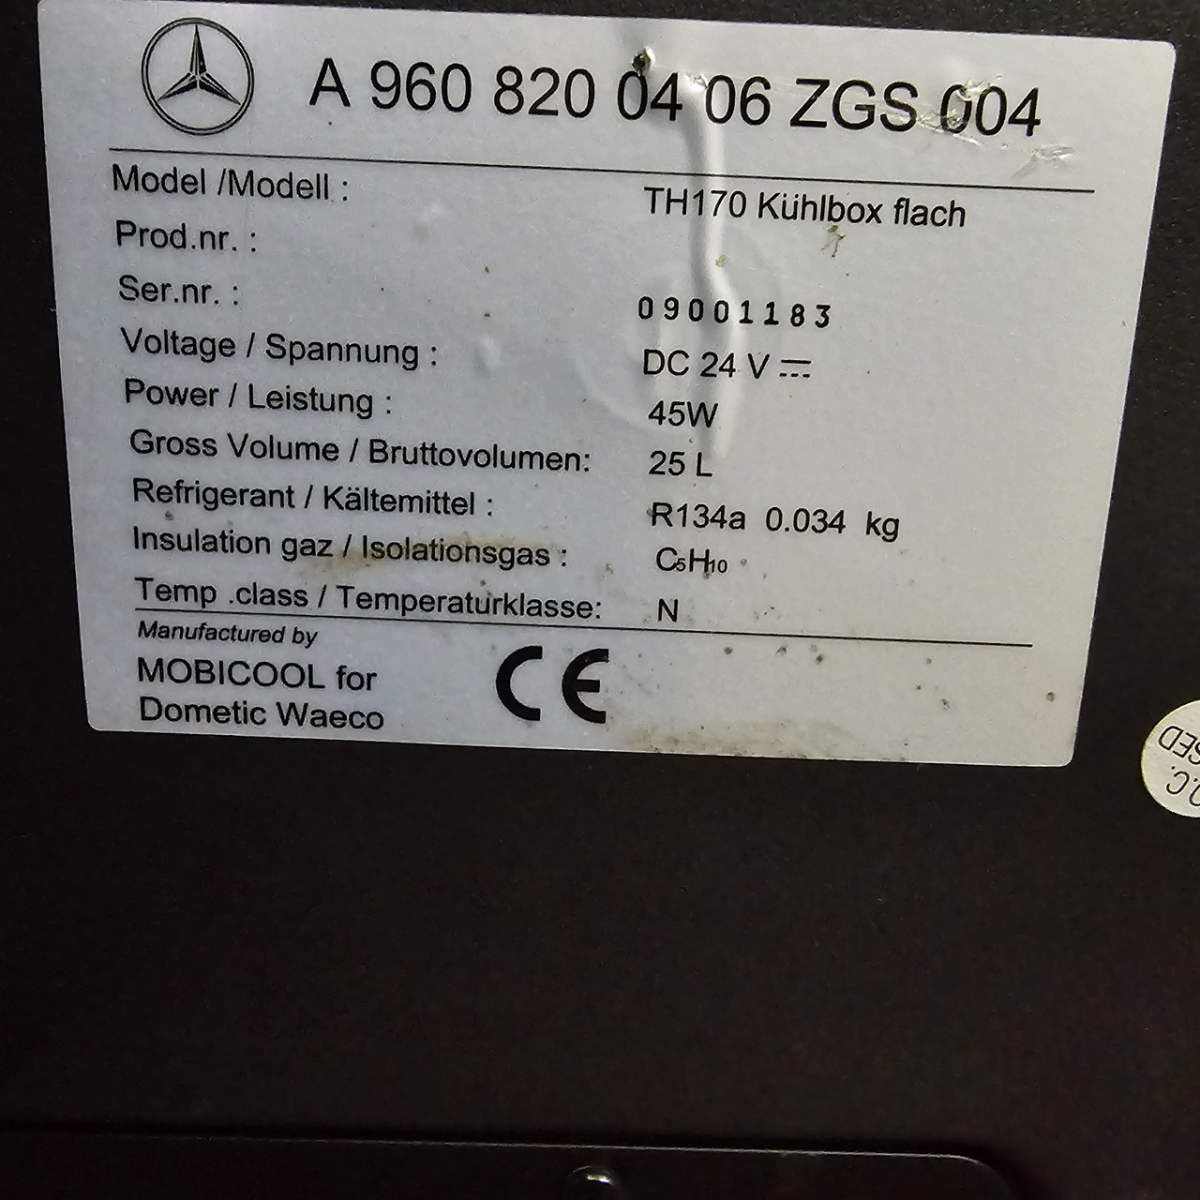 A 960 820 04 06 ZGS 004
Model /Modell : TH170 Kühlbox flach
Prod.nr. :
Ser.nr. : 09001183
Voltage / Spannung : DC 24 V
Power / Leistung : 45W
Gross Volume / Bruttovolumen: 25 L
Refrigerant / Kältemittel : R134a 0.034 kg
Insulation gaz / Isolationsgas : C5H10
Temp .class / Temperaturklasse: N
Manufactured by
MOBICOOL for
Dometic Waeco
CE